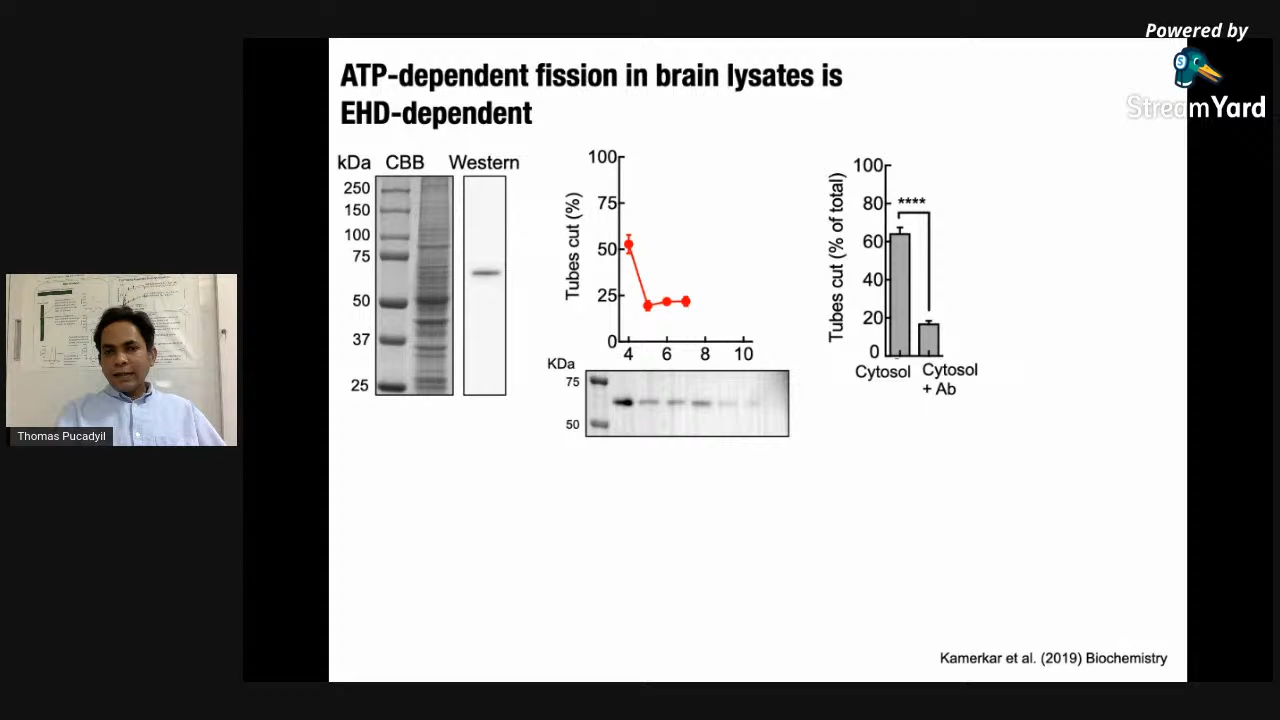 Powered by
StreamYard
ATP-dependent fission in brain lysates is
EHD-dependent
kDa CBB Western
250
150
100
75
50
37
25
Tubes cut (%)
100
75
50
25
0
4 6 8 10
KDa
75
50
Tubes cut (% of total)
100
80
60
40
20
0
****
Cytosol
Cytosol
+ Ab
Thomas Pucadyil
Kamerkar et al. (2019) Biochemistry